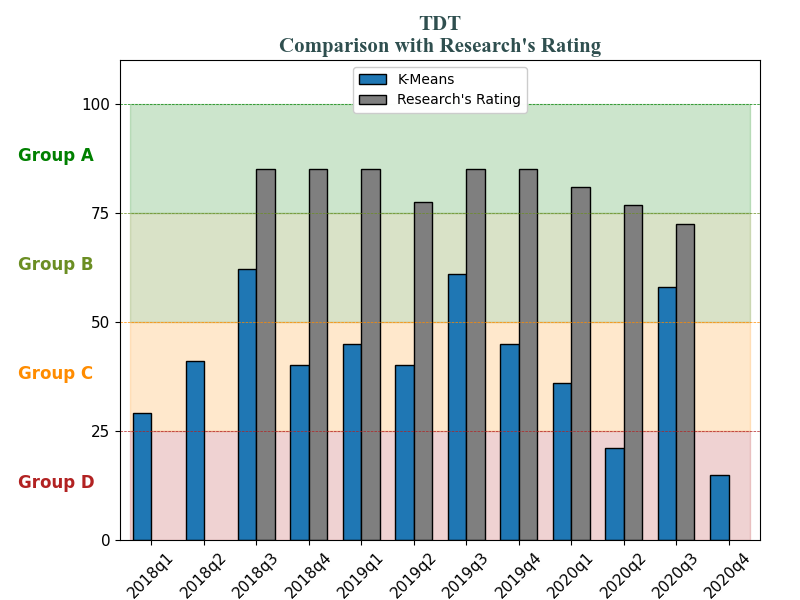 TDT
Comparison with Research's Rating
K-Means
Research's Rating
100
Group A
75
Group B
50
Group C
25
Group D
0
2018q1 2018q2 2018q3 2018q4 2019q1 2019q2 2019q3 2019q4 2020q1 2020q2 2020q3 2020q4